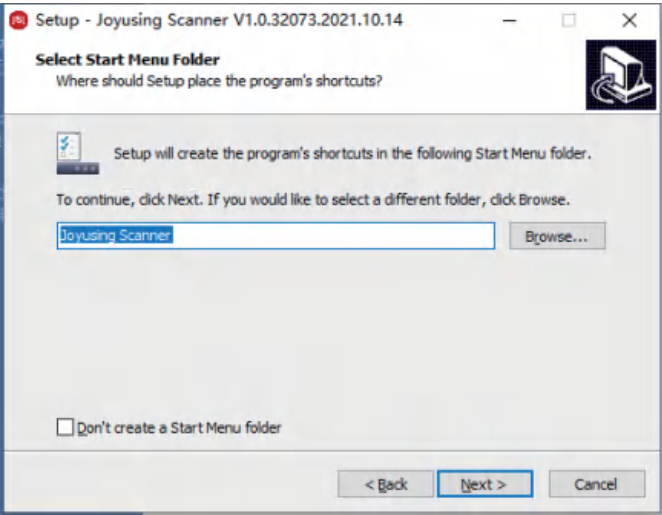 Setup - Joyusing Scanner V1.0.32073.2021.10.14
Select Start Menu Folder
Where should Setup place the program's shortcuts?
Setup will create the program's shortcuts in the following Start Menu folder.
To continue, click Next. If you would like to select a different folder, click Browse.
Joyusing Scanner
Browse...
Don't create a Start Menu folder
< Back
Next >
Cancel